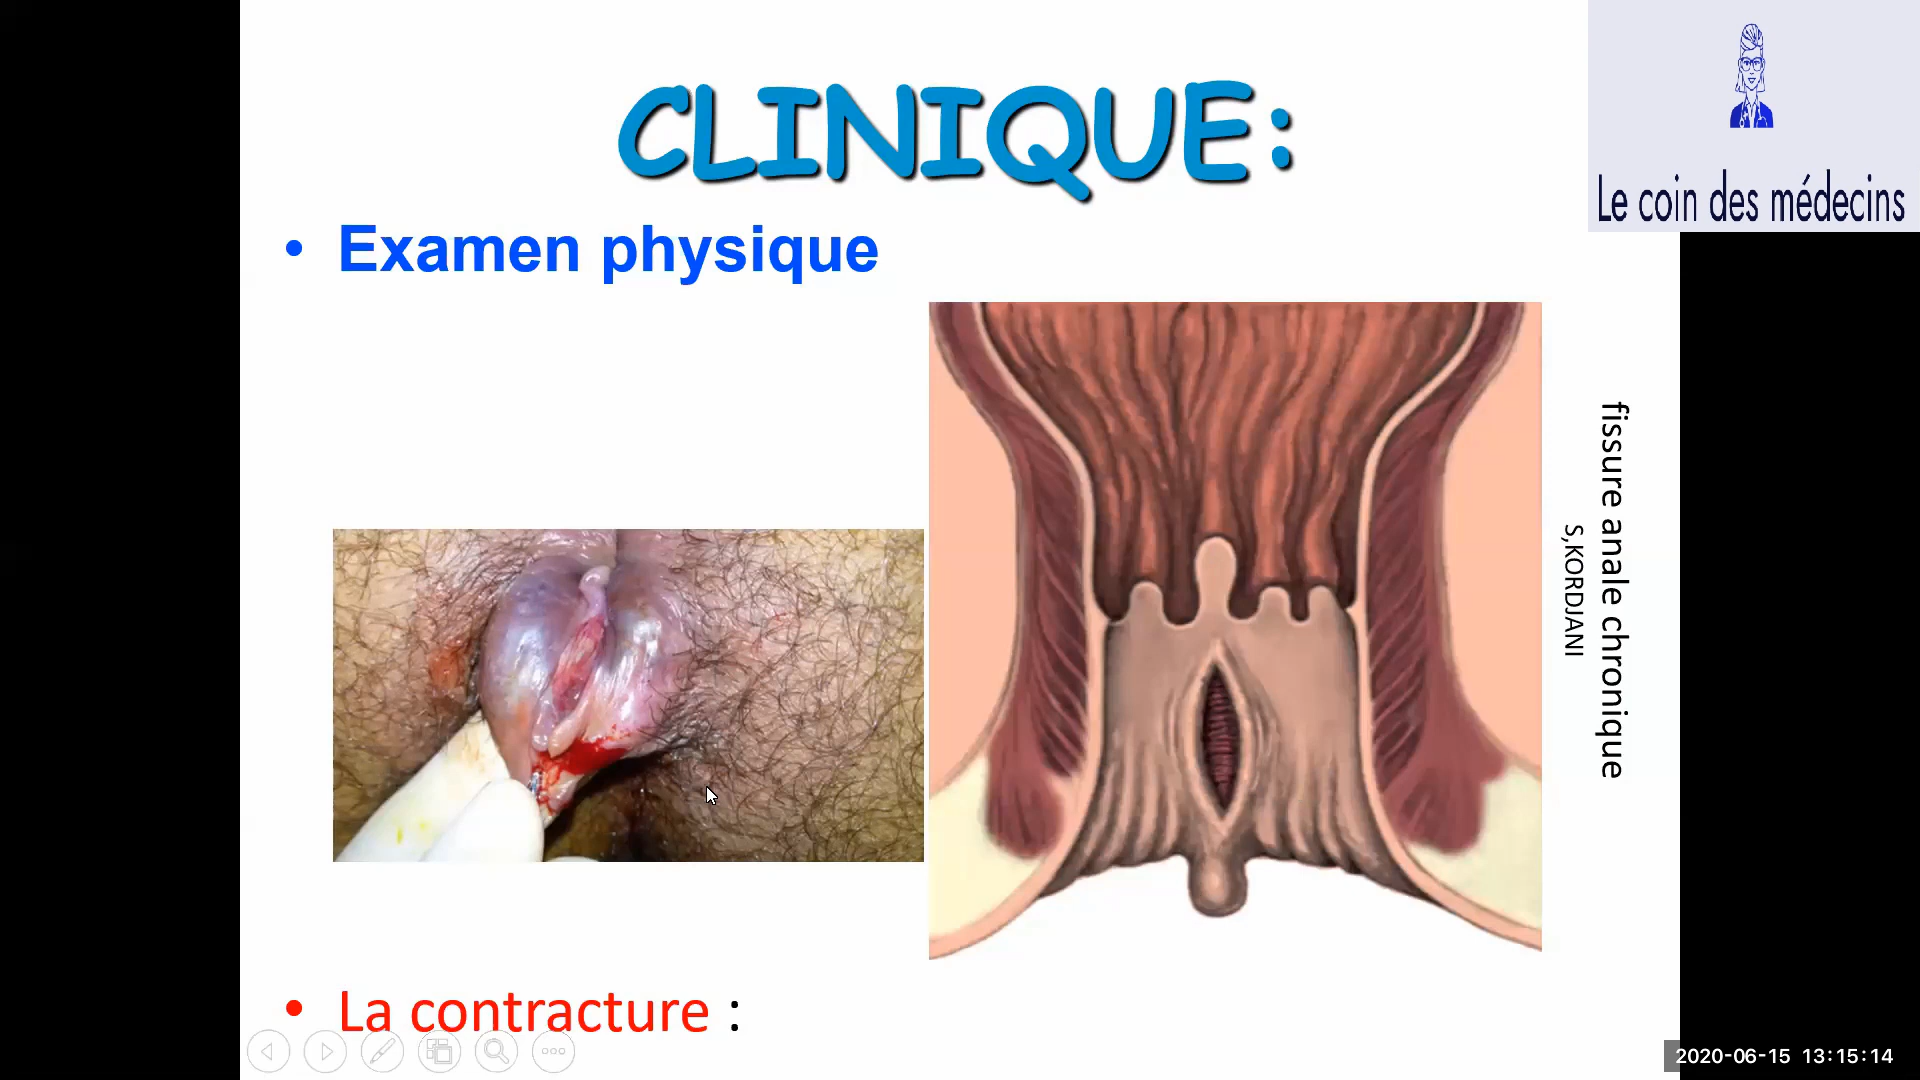 CLINIQUE:
Le coin des médecins
• Examen physique
fissure anale chronique
S,KORDJANI
• La contracture :
2020-06-15 13:15:14